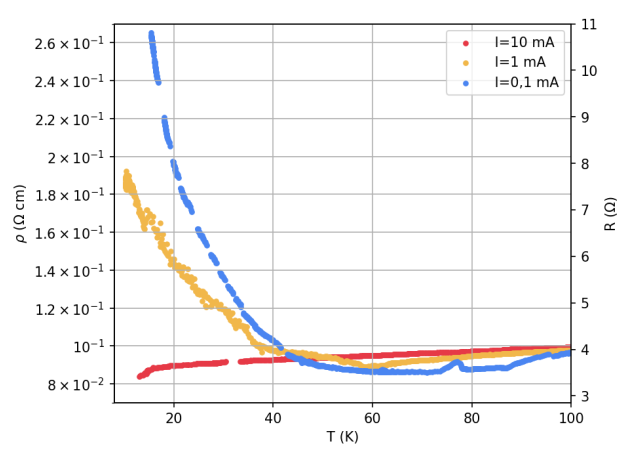 I=10 mA
I=1 mA
I=0,1 mA
2.6 × 10⁻¹
2.4 × 10⁻¹
2.2 × 10⁻¹
2 × 10⁻¹
1.8 × 10⁻¹
1.6 × 10⁻¹
1.4 × 10⁻¹
1.2 × 10⁻¹
10⁻¹
8 × 10⁻²
ρ (Ω cm)
11
10
9
8
7
6
5
4
3
R (Ω)
20 40 60 80 100
T (K)